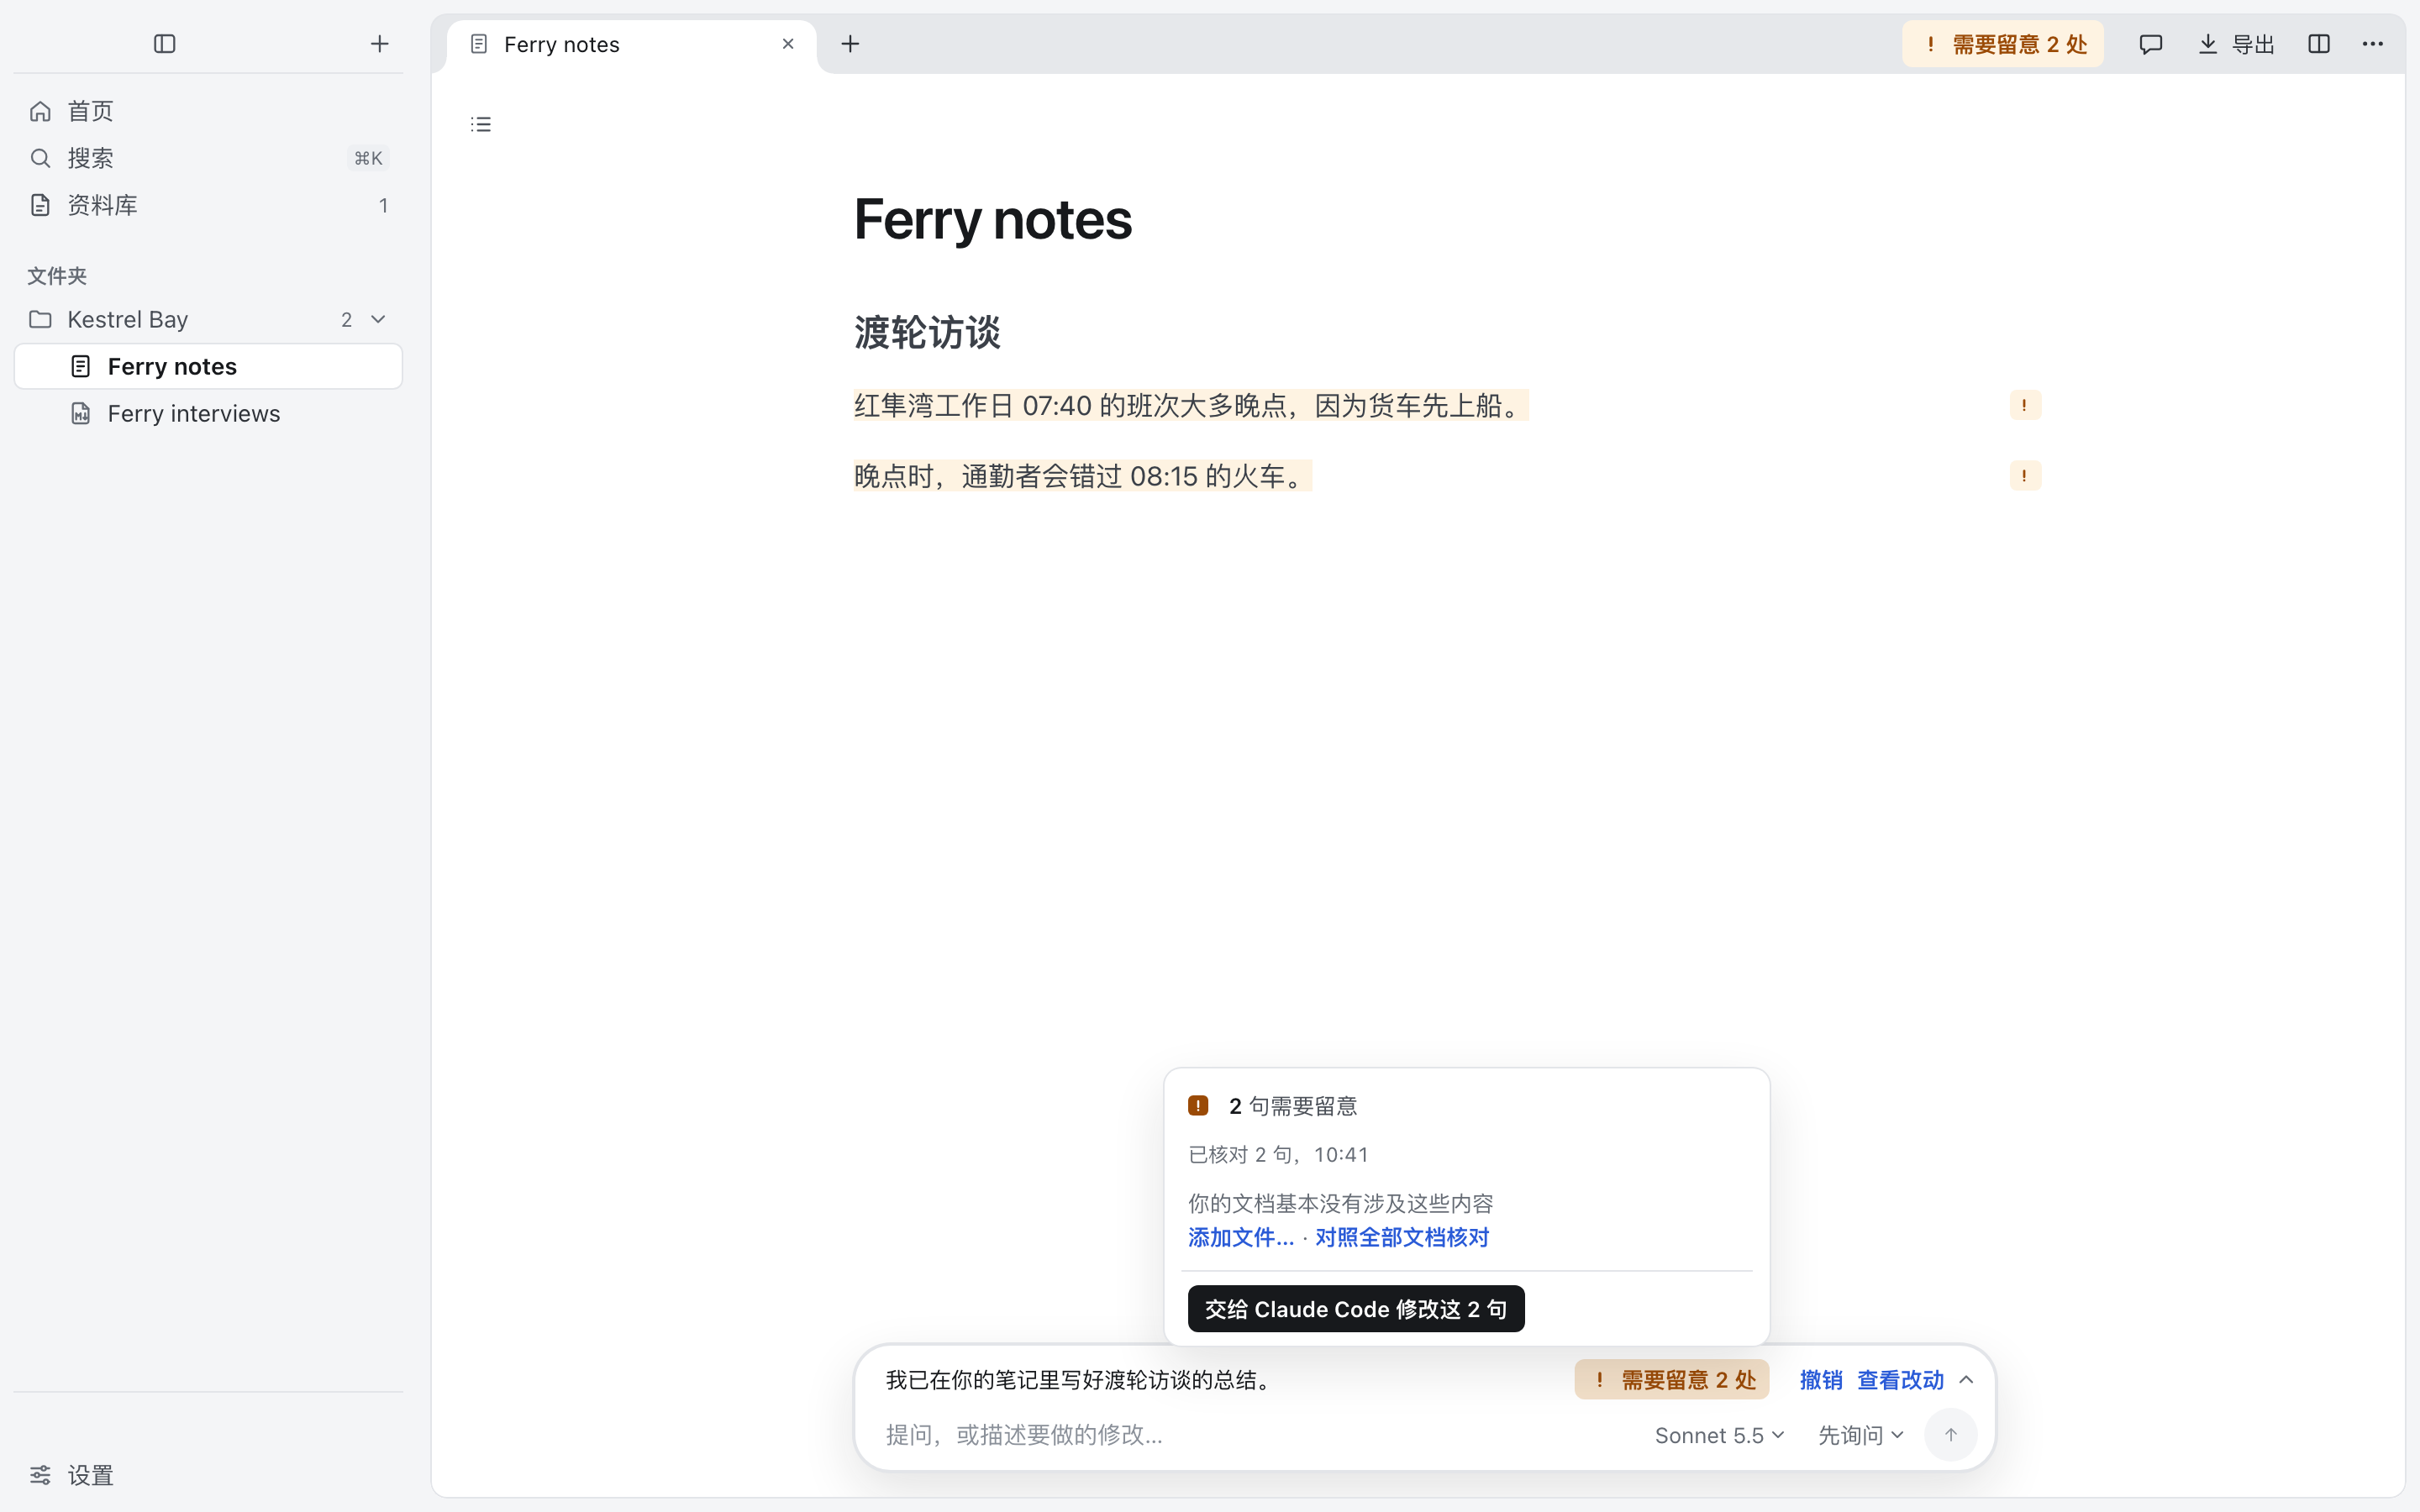 首页
搜索 ⌘K
资料库 1
文件夹
Kestrel Bay 2
Ferry notes
Ferry interviews
设置
Ferry notes
! 需要留意 2 处
导出
Ferry notes
渡轮访谈
红隼湾工作日 07:40 的班次大多晚点，因为货车先上船。 !
晚点时，通勤者会错过 08:15 的火车。 !
! 2 句需要留意
已核对 2 句，10:41
你的文档基本没有涉及这些内容
添加文件... · 对照全部文档核对
交给 Claude Code 修改这 2 句
我已在你的笔记里写好渡轮访谈的总结。 ! 需要留意 2 处 撤销 查看改动
提问，或描述要做的修改... Sonnet 5.5 先询问